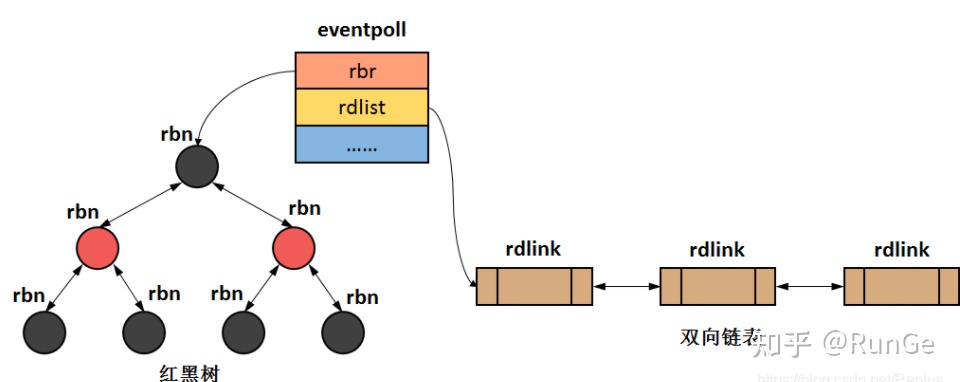 eventpoll
rbr
rdlist
……
rbn
rbn
rbn
rbn
rbn
rbn
rbn
红黑树
rdlink
rdlink
rdlink
双向链表
知乎 @RunGe
https://blog.csdn.net/Replus